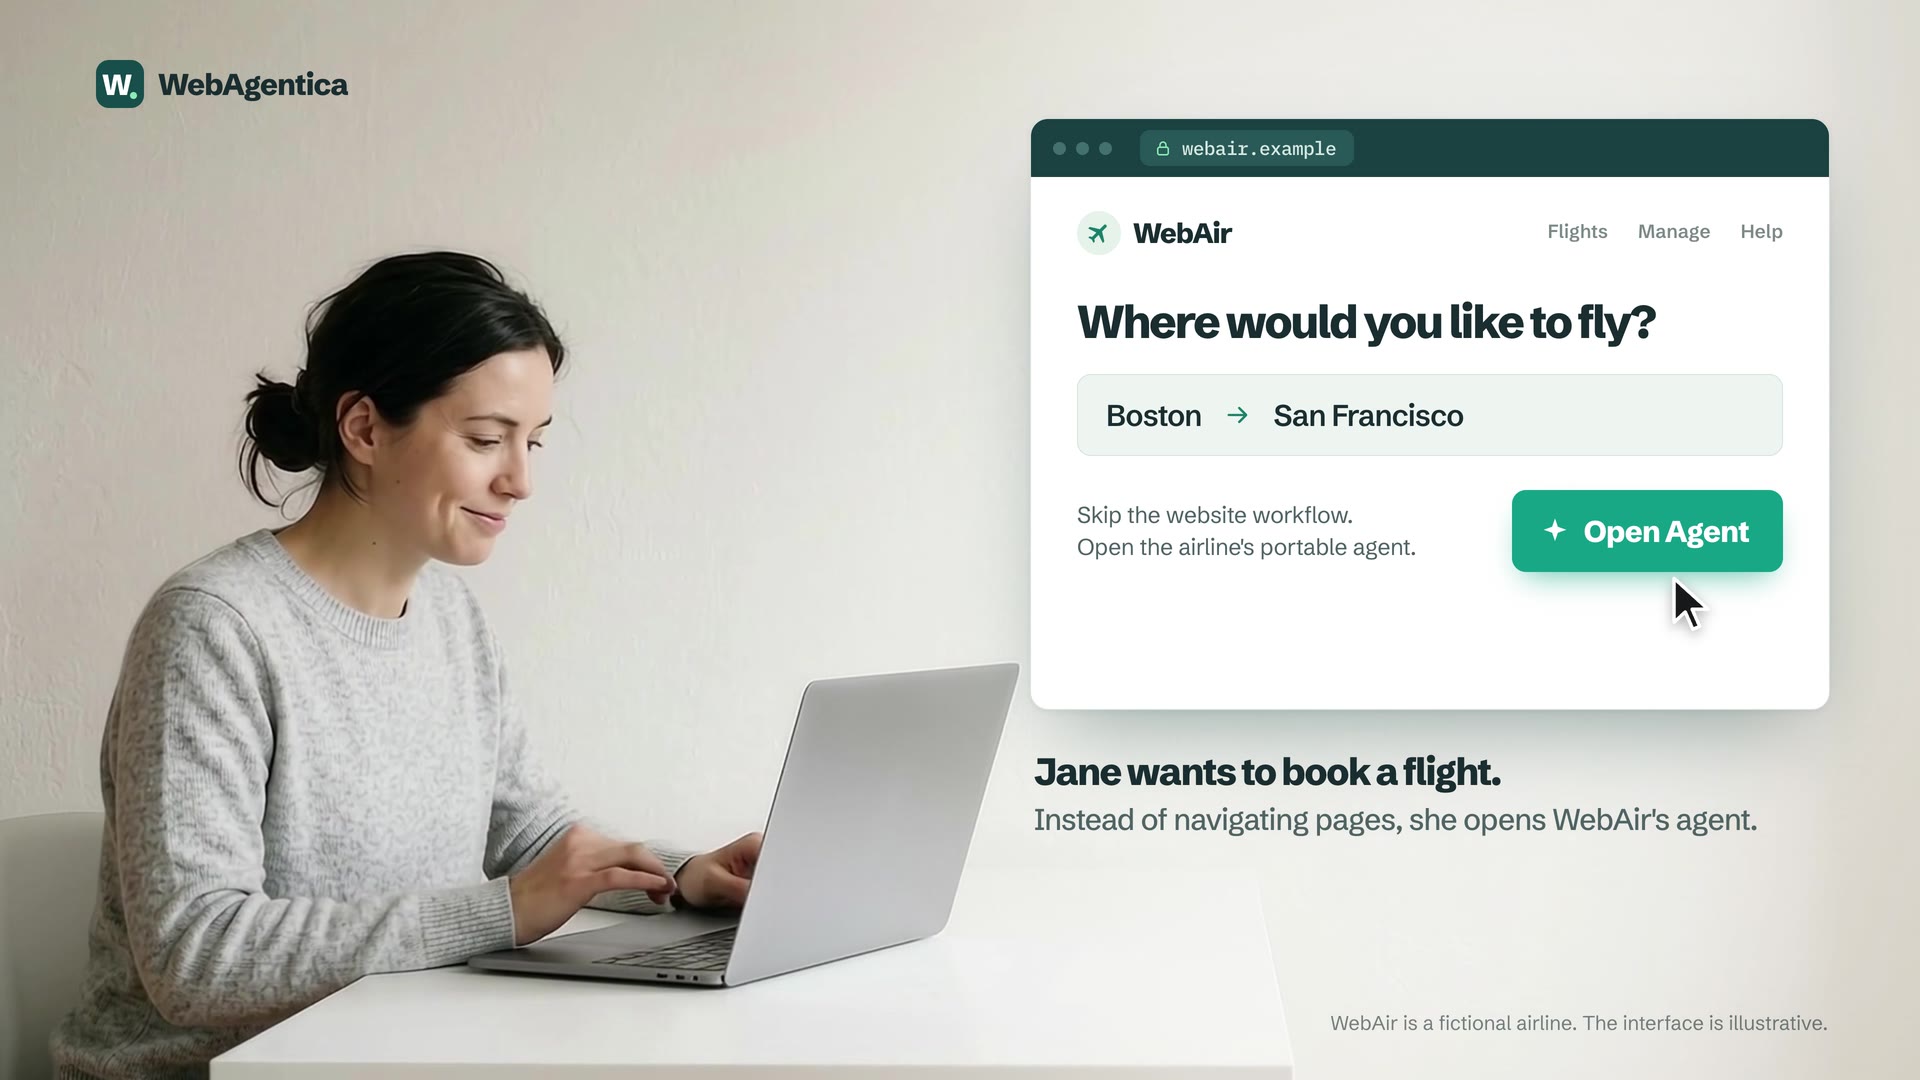 W.
WebAgentica
webair.example
WebAir
Flights Manage Help
Where would you like to fly?
Boston → San Francisco
Skip the website workflow.
Open the airline's portable agent.
Open Agent
Jane wants to book a flight.
Instead of navigating pages, she opens WebAir's agent.
WebAir is a fictional airline. The interface is illustrative.